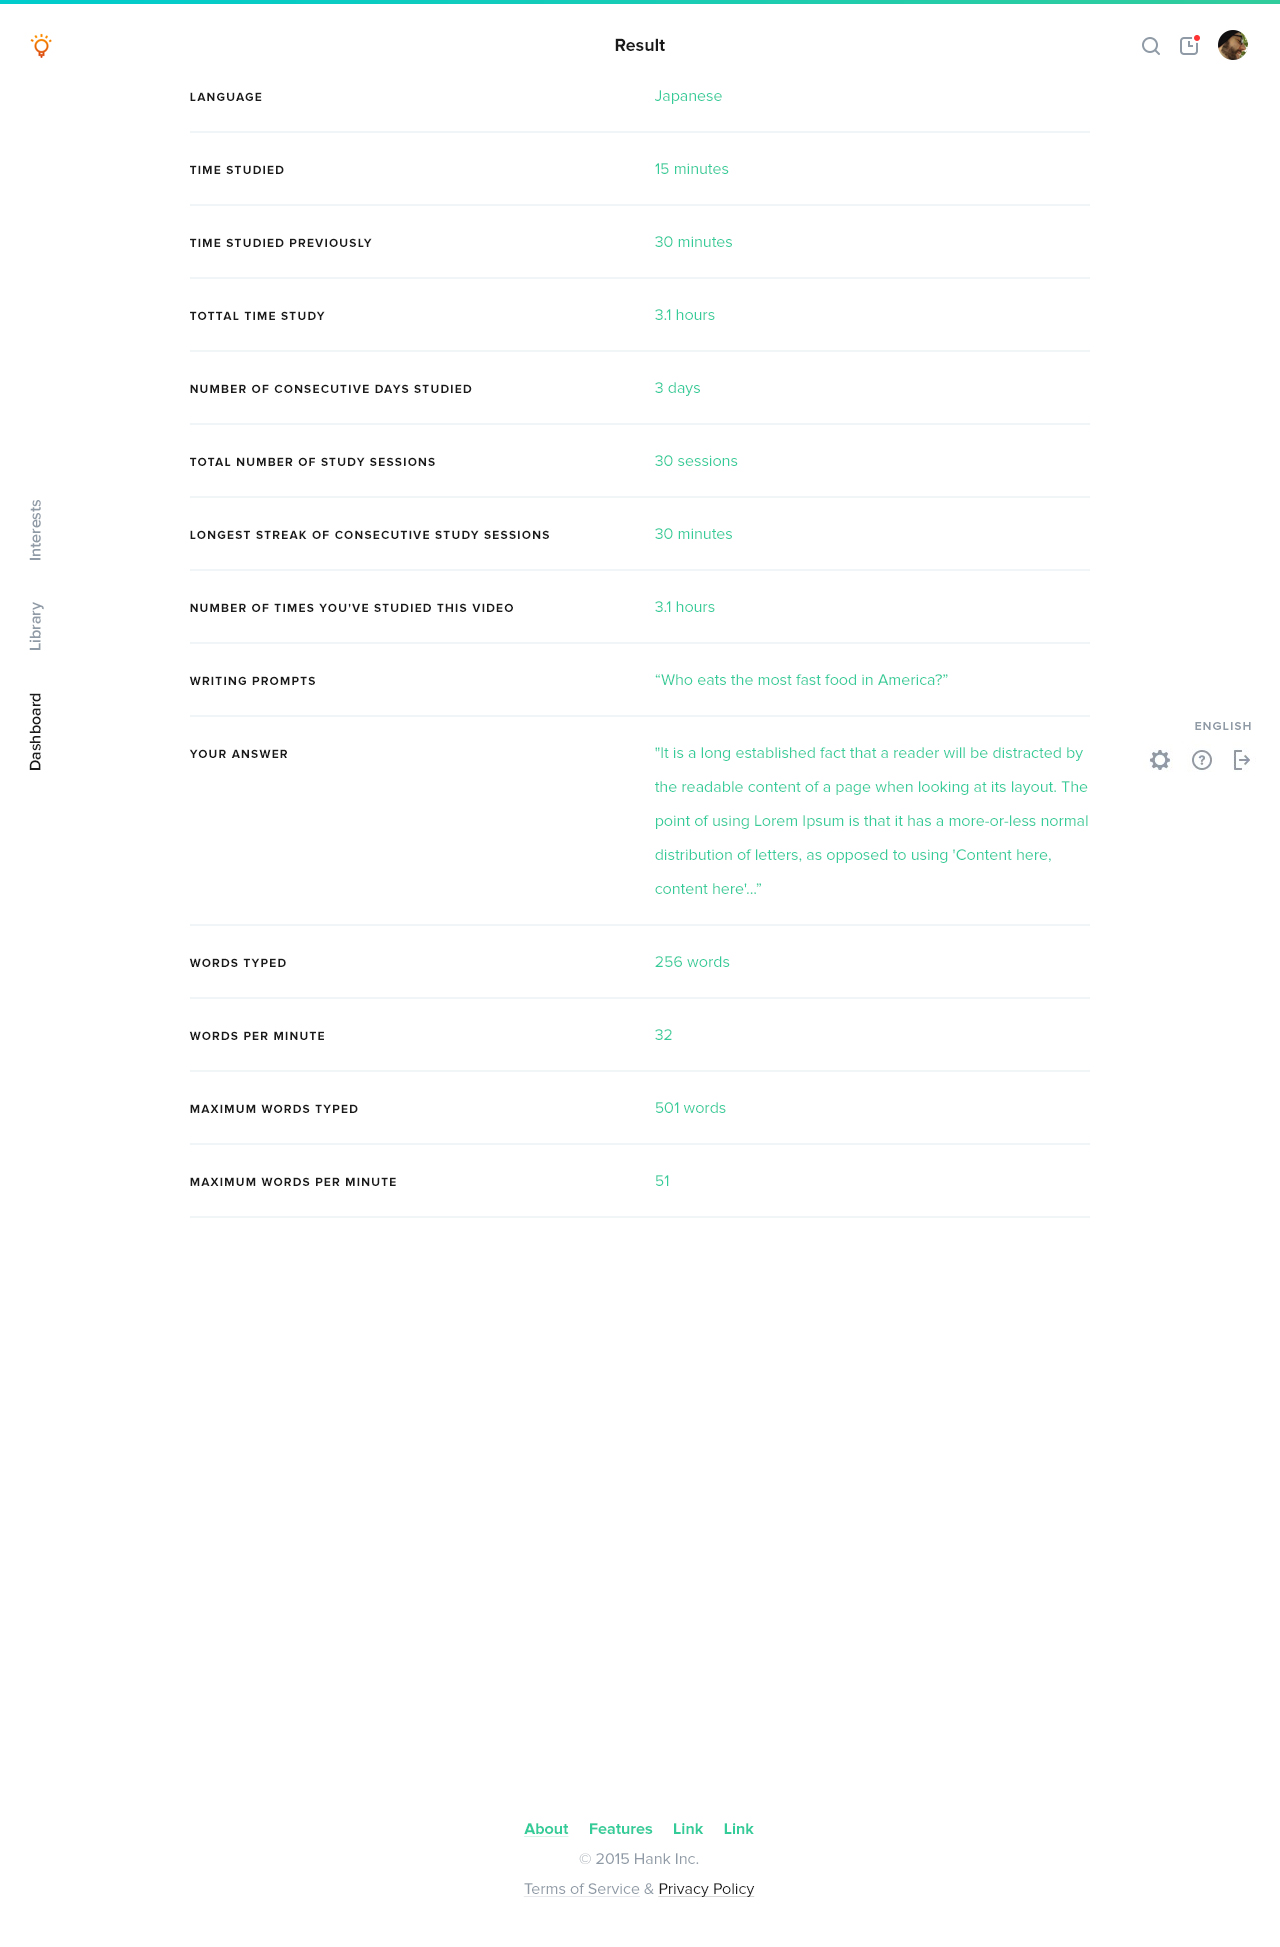 Result
LANGUAGE
Japanese
TIME STUDIED
15 minutes
TIME STUDIED PREVIOUSLY
30 minutes
TOTTAL TIME STUDY
3.1 hours
NUMBER OF CONSECUTIVE DAYS STUDIED
3 days
TOTAL NUMBER OF STUDY SESSIONS
30 sessions
LONGEST STREAK OF CONSECUTIVE STUDY SESSIONS
30 minutes
NUMBER OF TIMES YOU'VE STUDIED THIS VIDEO
3.1 hours
WRITING PROMPTS
“Who eats the most fast food in America?”
YOUR ANSWER
"It is a long established fact that a reader will be distracted by
the readable content of a page when looking at its layout. The
point of using Lorem Ipsum is that it has a more-or-less normal
distribution of letters, as opposed to using 'Content here,
content here'...”
WORDS TYPED
256 words
WORDS PER MINUTE
32
MAXIMUM WORDS TYPED
501 words
MAXIMUM WORDS PER MINUTE
51
Interests
Library
Dashboard
ENGLISH
About Features Link Link
© 2015 Hank Inc.
Terms of Service & Privacy Policy